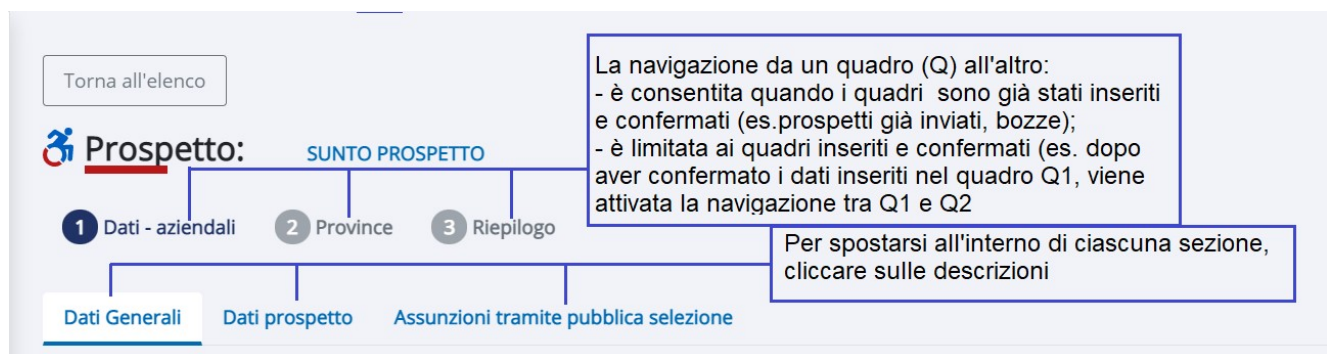 Torna all'elenco
La navigazione da un quadro (Q) all'altro:
- è consentita quando i quadri  sono già stati inseriti
e confermati (es.prospetti già inviati, bozze);
- è limitata ai quadri inseriti e confermati (es. dopo
aver confermato i dati inseriti nel quadro Q1, viene
attivata la navigazione tra Q1 e Q2
Prospetto: SUNTO PROSPETTO
1 Dati - aziendali 2 Province 3 Riepilogo
Per spostarsi all'interno di ciascuna sezione,
cliccare sulle descrizioni
Dati Generali Dati prospetto Assunzioni tramite pubblica selezione